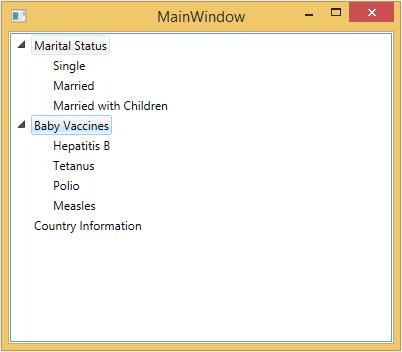 MainWindow
Marital Status
Single
Married
Married with Children
Baby Vaccines
Hepatitis B
Tetanus
Polio
Measles
Country Information